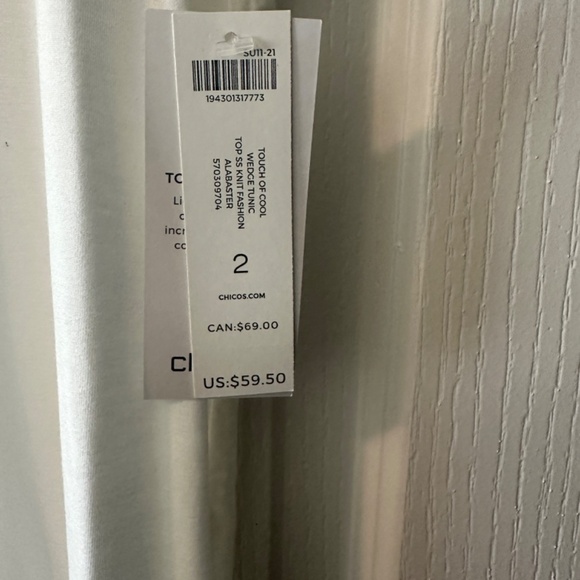 SU11-21
194301317773
TOUCH OF COOL
WEDGE TUNIC
TOP SS KNIT FASHION
ALABASTER
570309704
2
CHICOS.COM
CAN:$69.00
US:$59.50